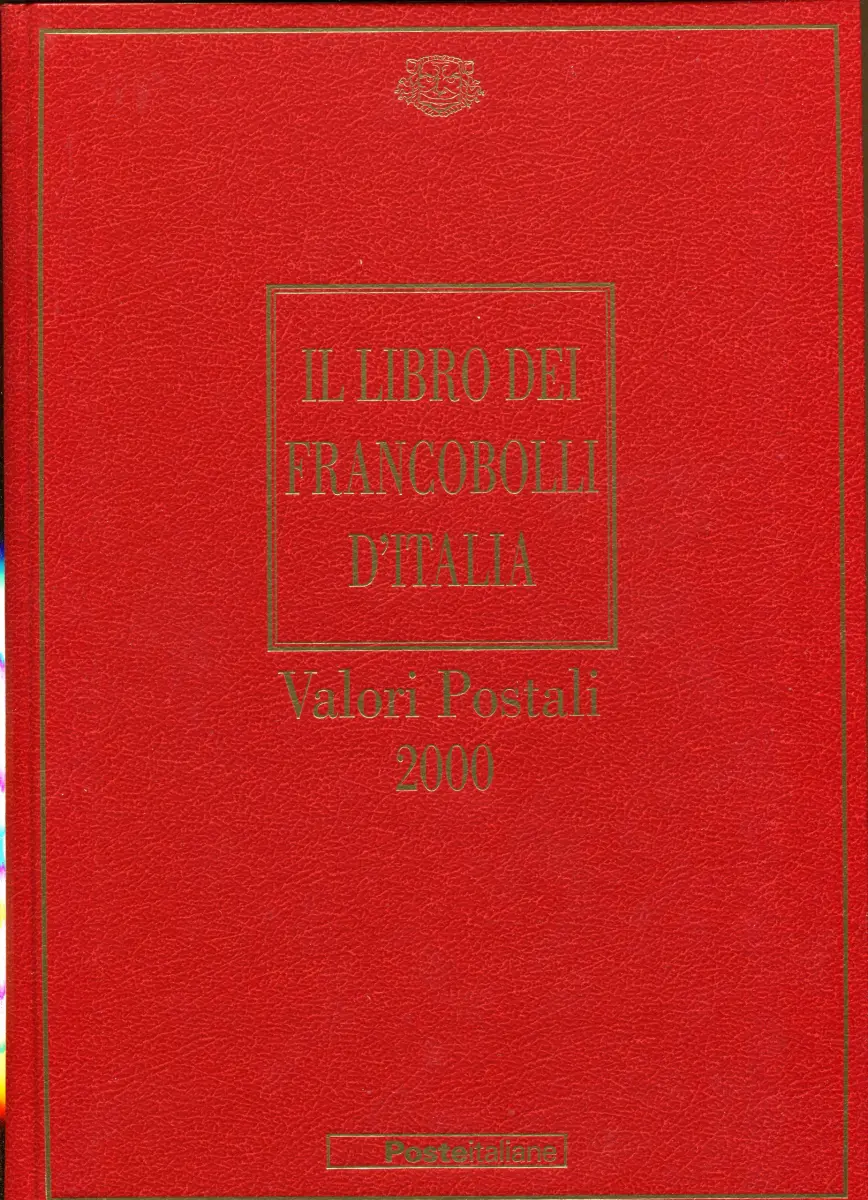 IL LIBRO DEI
FRANCOBOLLI
D'ITALIA
Valori Postali
2000
Posteitaliane